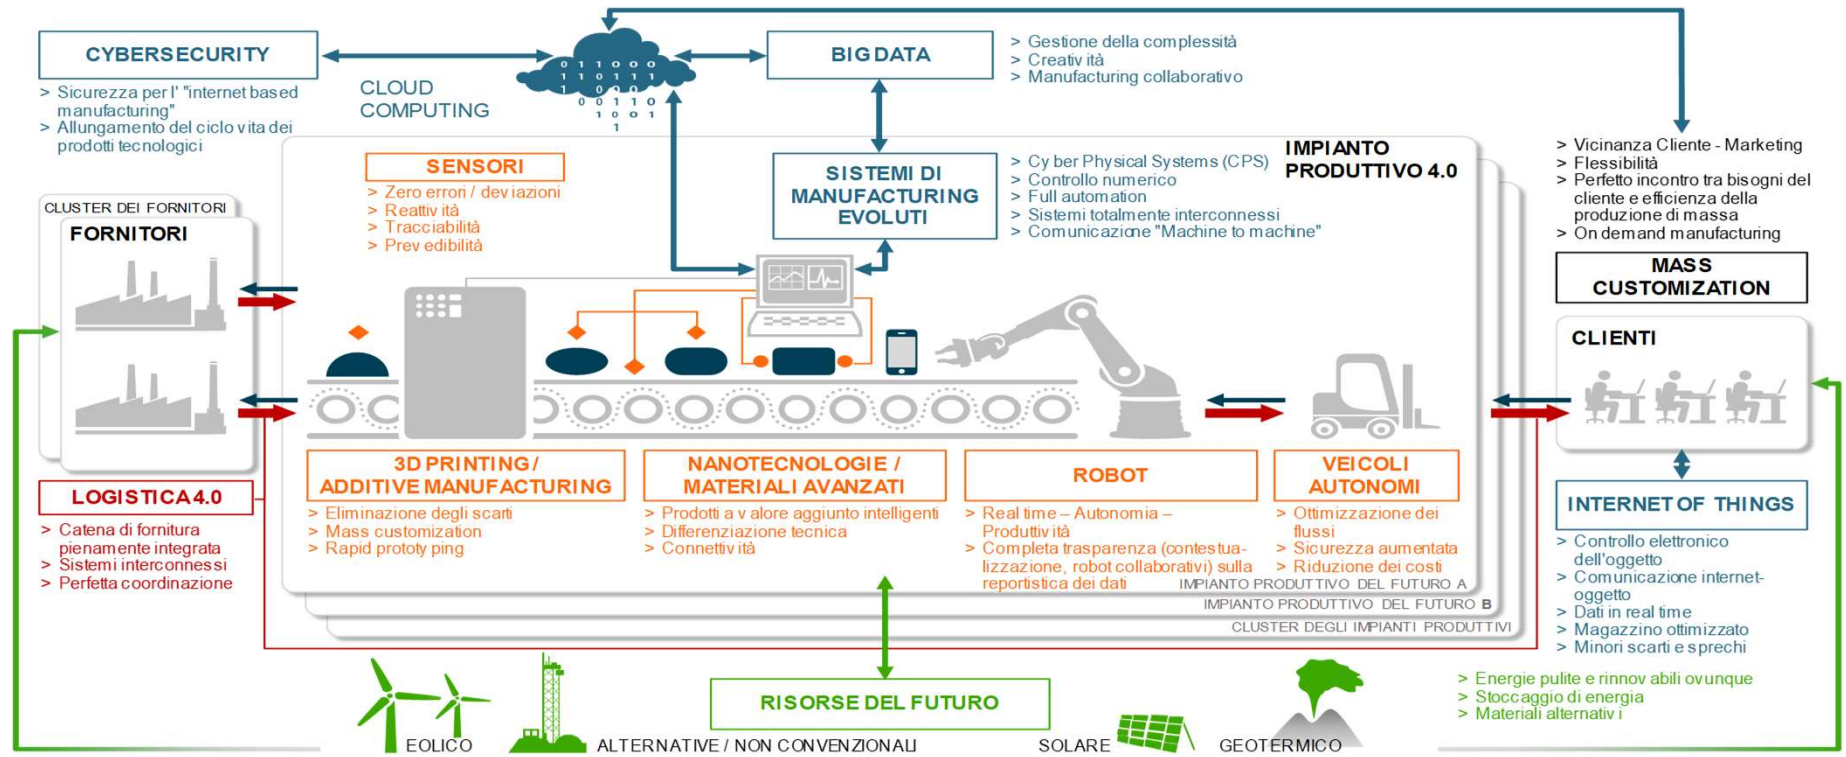 CYBERSECURITY
> Sicurezza per l' "internet based
manufacturing"
> Allungamento del ciclo vita dei
prodotti tecnologici
CLOUD
COMPUTING
0 1 1 0 0 0
BIG DATA
> Gestione della complessità
> Creatività
> Manufacturing collaborativo
IMPIANTO
PRODUTTIVO 4.0
SENSORI
> Zero errori / deviazioni
> Reattività
> Tracciabilità
> Prevedibilità
SISTEMI DI
MANUFACTURING
EVOLUTI
> Cyber Physical Systems (CPS)
> Controllo numerico
> Full automation
> Sistemi totalmente interconnessi
> Comunicazione "Machine to machine"
> Vicinanza Cliente - Marketing
> Flessibilità
> Perfetto incontro tra bisogni del
cliente e efficienza della
produzione di massa
> On demand manufacturing
MASS
CUSTOMIZATION
CLUSTER DEI FORNITORI
FORNITORI
CLIENTI
LOGISTICA 4.0
> Catena di fornitura
pienamente integrata
> Sistemi interconnessi
> Perfetta coordinazione
3D PRINTING /
ADDITIVE MANUFACTURING
> Eliminazione degli scarti
> Mass customization
> Rapid prototyping
NANOTECNOLOGIE /
MATERIALI AVANZATI
> Prodotti a valore aggiunto intelligenti
> Differenziazione tecnica
> Connettività
ROBOT
> Real time – Autonomia –
Produttività
> Completa trasparenza (contestua-
lizzazione, robot collaborativi) sulla
reportistica dei dati
VEICOLI
AUTONOMI
> Ottimizzazione dei
flussi
> Sicurezza aumentata
> Riduzione dei costi
IMPIANTO PRODUTTIVO DEL FUTURO A
IMPIANTO PRODUTTIVO DEL FUTURO B
CLUSTER DEGLI IMPIANTI PRODUTTIVI
INTERNET OF THINGS
> Controllo elettronico
dell'oggetto
> Comunicazione internet-
oggetto
> Dati in real time
> Magazzino ottimizzato
> Minori scarti e sprechi
RISORSE DEL FUTURO
> Energie pulite e rinnovabili ovunque
> Stoccaggio di energia
> Materiali alternativi
EOLICO
ALTERNATIVE / NON CONVENZIONALI
SOLARE
GEOTERMICO